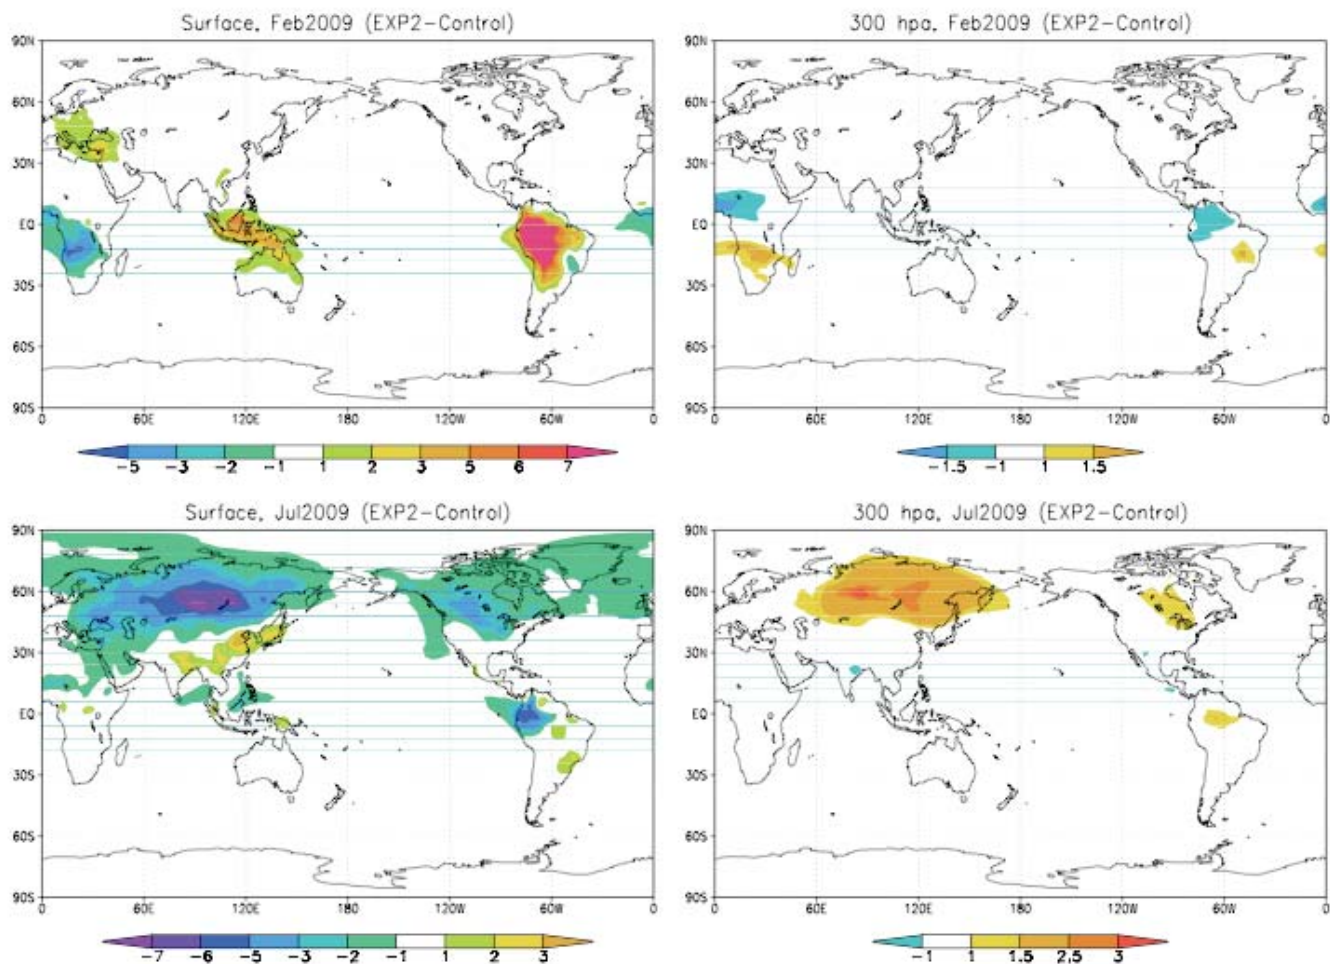 Surface, Feb2009 (EXP2-Control)
90N
60N
30N
EQ
30S
60S
90S
0 60E 120E 180 120W 60W 0
-5 -3 -2 -1 1 2 3 5 6 7
300 hpa, Feb2009 (EXP2-Control)
90N
60N
30N
EQ
30S
60S
90S
0 60E 120E 180 120W 60W 0
-1.5 -1 1 1.5
Surface, Jul2009 (EXP2-Control)
90N
60N
30N
EQ
30S
60S
90S
0 60E 120E 180 120W 60W 0
-7 -6 -5 -3 -2 -1 1 2 3
300 hpa, Jul2009 (EXP2-Control)
90N
60N
30N
EQ
30S
60S
90S
0 60E 120E 180 120W 60W 0
-1 1 1.5 2.5 3